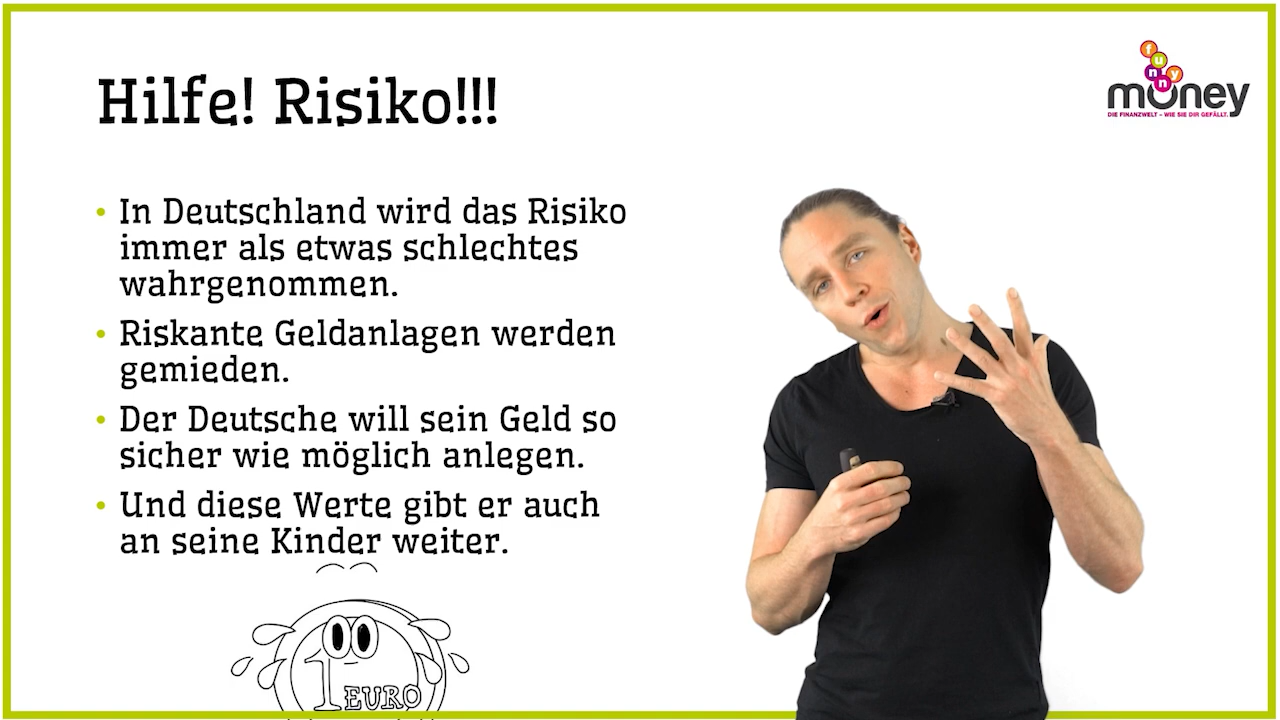 Hilfe! Risiko!!!
funny
money
DIE FINANZWELT – WIE SIE DIR GEFÄLLT.
• In Deutschland wird das Risiko
immer als etwas schlechtes
wahrgenommen.
• Riskante Geldanlagen werden
gemieden.
• Der Deutsche will sein Geld so
sicher wie möglich anlegen.
• Und diese Werte gibt er auch
an seine Kinder weiter.
1 EURO